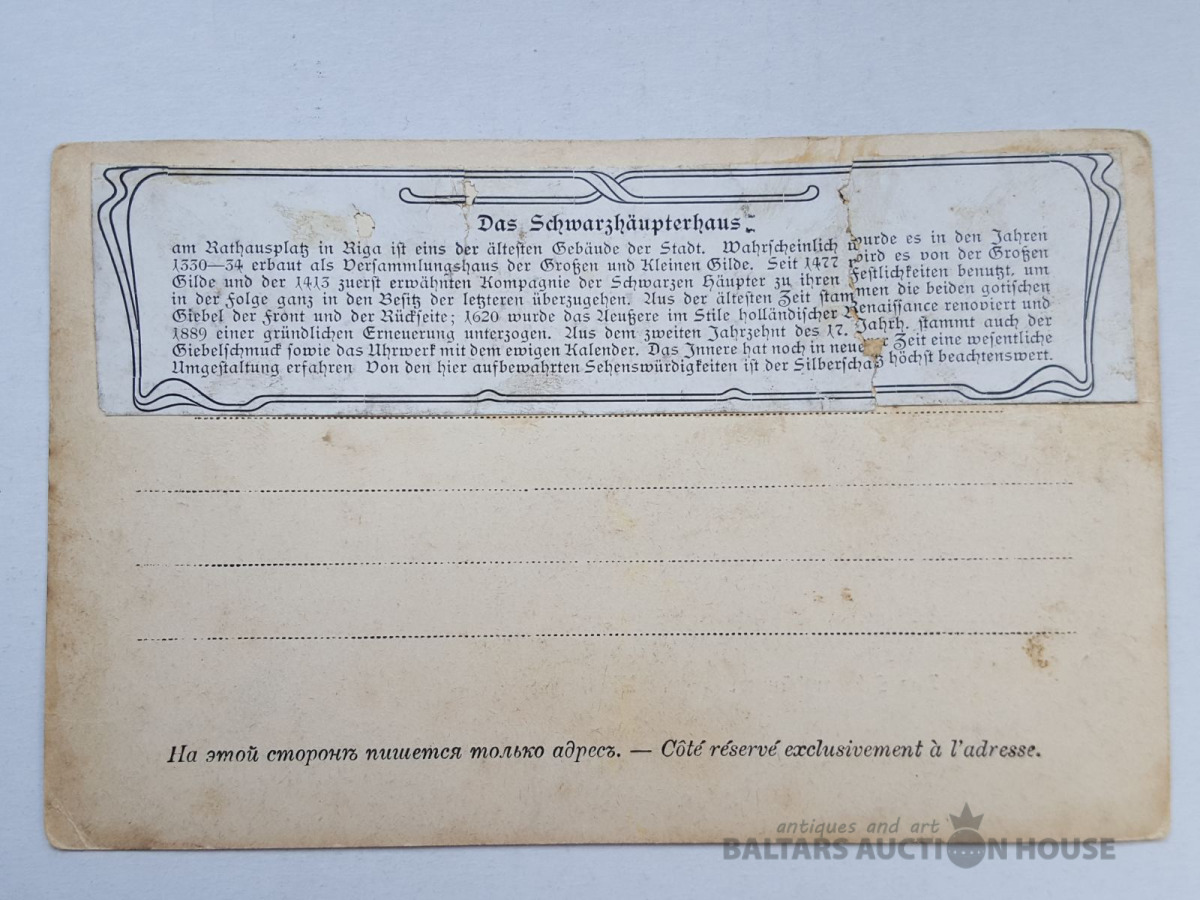 Das Schwarzhäupterhaus
am Rathausplatz in Riga ist eins der ältesten Gebäude der Stadt. Wahrscheinlich wurde es in den Jahren
1330—34 erbaut als Versammlungshaus der Großen und Kleinen Gilde. Seit 1477 wird es von der Großen
Gilde und der 1413 zuerst erwähnten Kompagnie der Schwarzen Häupter zu ihren Festlichkeiten benutzt, um
in der Folge ganz in den Besitz der letzteren überzugehen. Aus der ältesten Zeit stammen die beiden gotischen
Giebel der Front und der Rückseite; 1620 wurde das Aeußere im Stile holländischer Renaissance renoviert und
1889 einer gründlichen Erneuerung unterzogen. Aus dem zweiten Jahrzehnt des 17. Jahrh. stammt auch der
Giebelschmuck sowie das Uhrwerk mit dem ewigen Kalender. Das Innere hat noch in neuerer Zeit eine wesentliche
Umgestaltung erfahren Von den hier aufbewahrten Sehenswürdigkeiten ist der Silberschatz höchst beachtenswert.
На этой сторонѣ пишется только адресъ. — Côté réservé exclusivement à l'adresse.
antiques and art
BALTARS AUCTION HOUSE